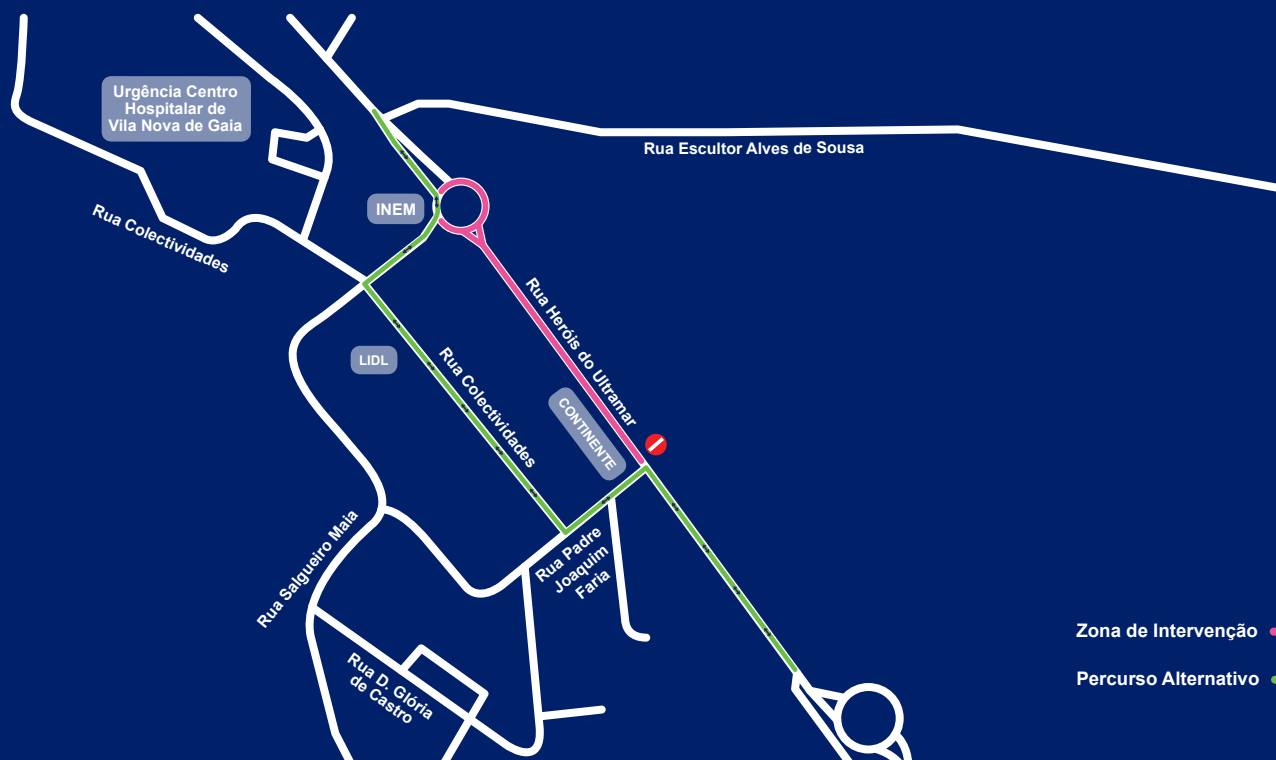 Urgência Centro
Hospitalar de
Vila Nova de Gaia
Rua Escultor Alves de Sousa
INEM
Rua Colectividades
Rua Heróis do Ultramar
LIDL
Rua Colectividades
CONTINENTE
Rua Salgueiro Maia
Rua Padre
Joaquim
Faria
Zona de Intervenção
Rua D. Glória
de Castro
Percurso Alternativo